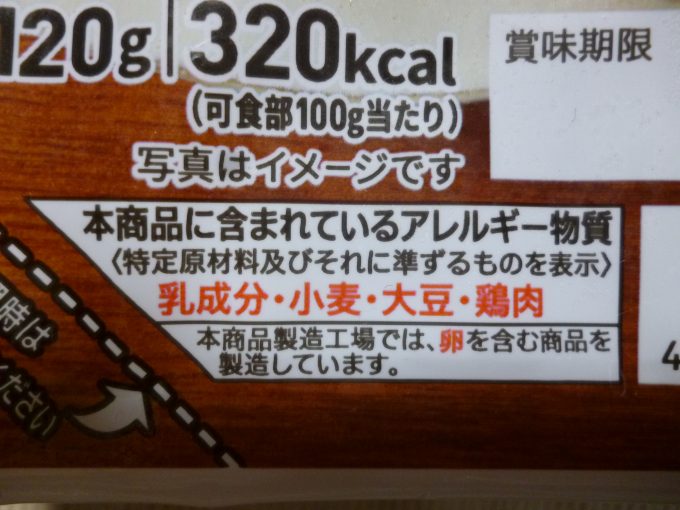 120g 320kcal
(可食部100g当たり)
賞味期限
写真はイメージです
本商品に含まれているアレルギー物質
〈特定原材料及びそれに準ずるものを表示〉
乳成分・小麦・大豆・鶏肉
本商品製造工場では、卵を含む商品を
製造しています。
時は
ください
4